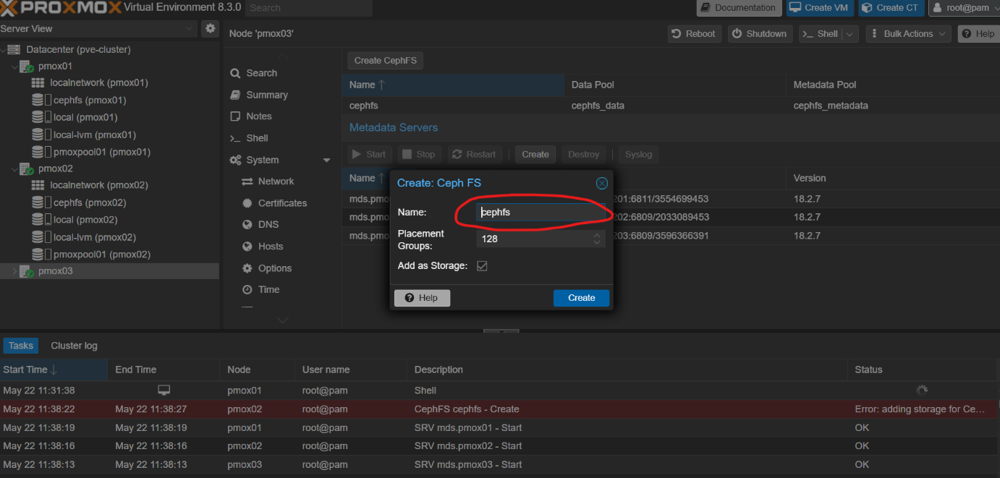 PROXMOX Virtual Environment 8.3.0 Search Documentation Create VM Create CT root@pam
Server View
Node 'pmox03' Reboot Shutdown >_ Shell Bulk Actions Help
Datacenter (pve-cluster)
pmox01
localnetwork (pmox01)
cephfs (pmox01)
local (pmox01)
local-lvm (pmox01)
pmoxpool01 (pmox01)
pmox02
localnetwork (pmox02)
cephfs (pmox02)
local (pmox02)
local-lvm (pmox02)
pmoxpool01 (pmox02)
pmox03
Search
Summary
Notes
>_ Shell
System
Network
Certificates
DNS
Hosts
Options
Time
Create CephFS
Name Data Pool Metadata Pool
cephfs cephfs_data cephfs_metadata
Metadata Servers
Start Stop Restart Create Destroy Syslog
Name Version
mds.pmo 201:6811/3554699453 18.2.7
mds.pmo 202:6809/2033089453 18.2.7
mds.pmo 203:6809/3596366391 18.2.7
Create: Ceph FS
Name: cephfs
Placement
Groups: 128
Add as Storage:
Help Create
Tasks Cluster log
Start Time End Time Node User name Description Status
May 22 11:31:38 pmox01 root@pam Shell
May 22 11:38:22 May 22 11:38:27 pmox02 root@pam CephFS cephfs - Create Error: adding storage for Ce...
May 22 11:38:19 May 22 11:38:19 pmox01 root@pam SRV mds.pmox01 - Start OK
May 22 11:38:16 May 22 11:38:16 pmox02 root@pam SRV mds.pmox02 - Start OK
May 22 11:38:13 May 22 11:38:13 pmox03 root@pam SRV mds.pmox03 - Start OK